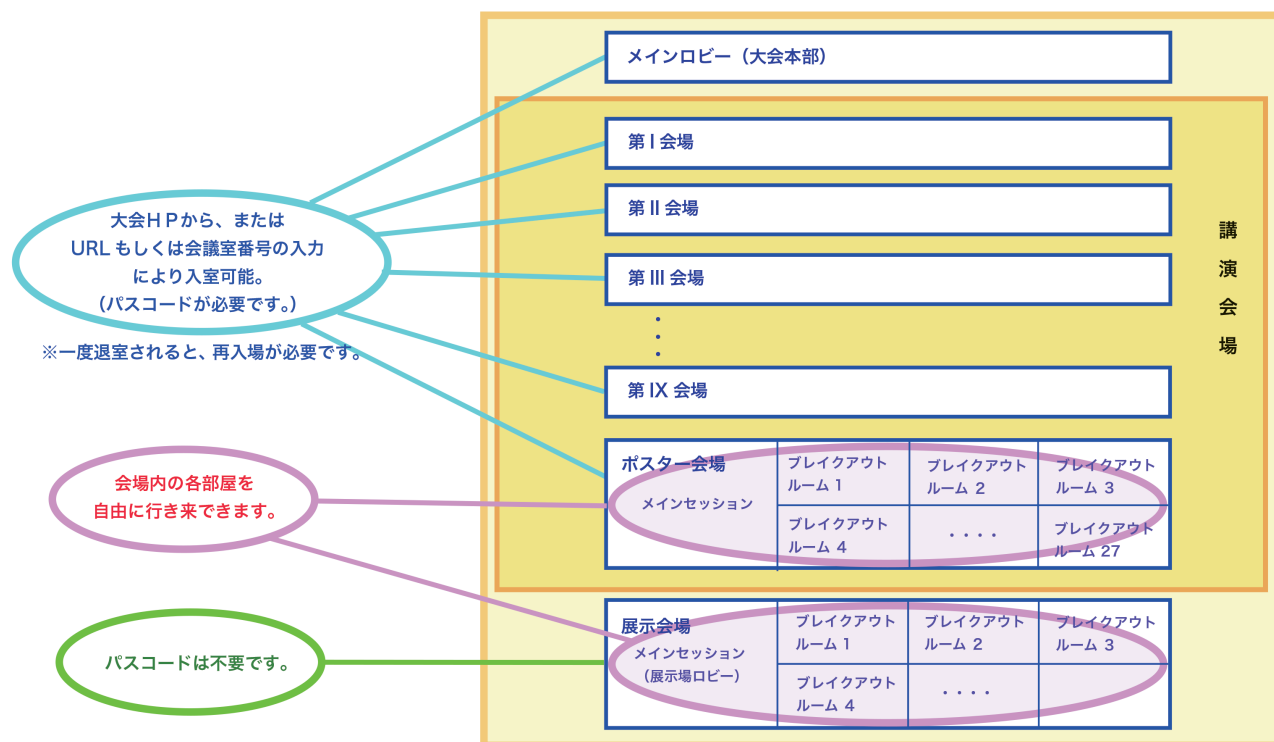 メインロビー（大会本部）
第 I 会場
第 II 会場
第 III 会場
・
・
・
第 IX 会場
講
演
会
場
大会ＨＰから、または
URL もしくは会議室番号の入力
により入室可能。
（パスコードが必要です。）
※一度退室されると、再入場が必要です。
会場内の各部屋を
自由に行き来できます。
パスコードは不要です。
ポスター会場
メインセッション
ブレイクアウト
ルーム 1
ブレイクアウト
ルーム 2
ブレイクアウト
ルーム 3
ブレイクアウト
ルーム 4
・・・・
ブレイクアウト
ルーム 27
展示会場
メインセッション
（展示場ロビー）
ブレイクアウト
ルーム 1
ブレイクアウト
ルーム 2
ブレイクアウト
ルーム 3
ブレイクアウト
ルーム 4
・・・・